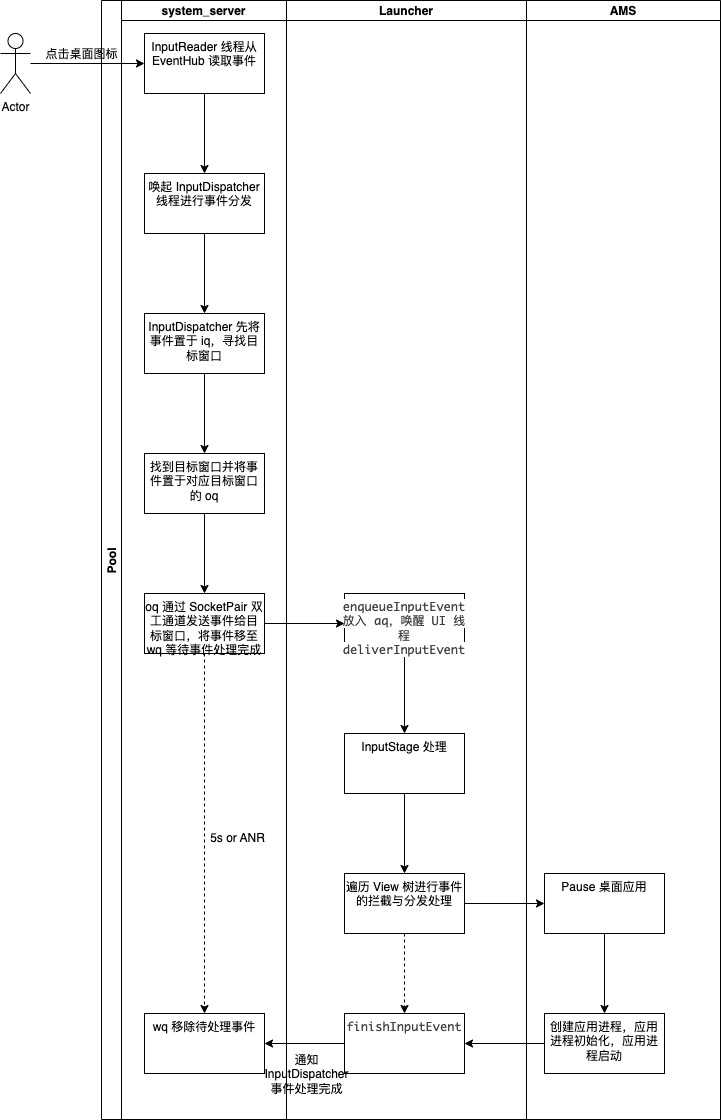 system_server
Launcher
AMS
点击桌面图标
Actor
Pool
InputReader 线程从
EventHub 读取事件
唤起 InputDispatcher
线程进行事件分发
InputDispatcher 先将
事件置于 iq，寻找目
标窗口
找到目标窗口并将事
件置于对应目标窗口
的 oq
oq 通过 SocketPair 双
工通道发送事件给目
标窗口，将事件移至
wq 等待事件处理完成
enqueueInputEvent
放入 aq，唤醒 UI 线
程
deliverInputEvent
InputStage 处理
5s or ANR
遍历 View 树进行事件
的拦截与分发处理
Pause 桌面应用
wq 移除待处理事件
finishInputEvent
创建应用进程，应用
进程初始化，应用进
程启动
通知
InputDispatcher
事件处理完成